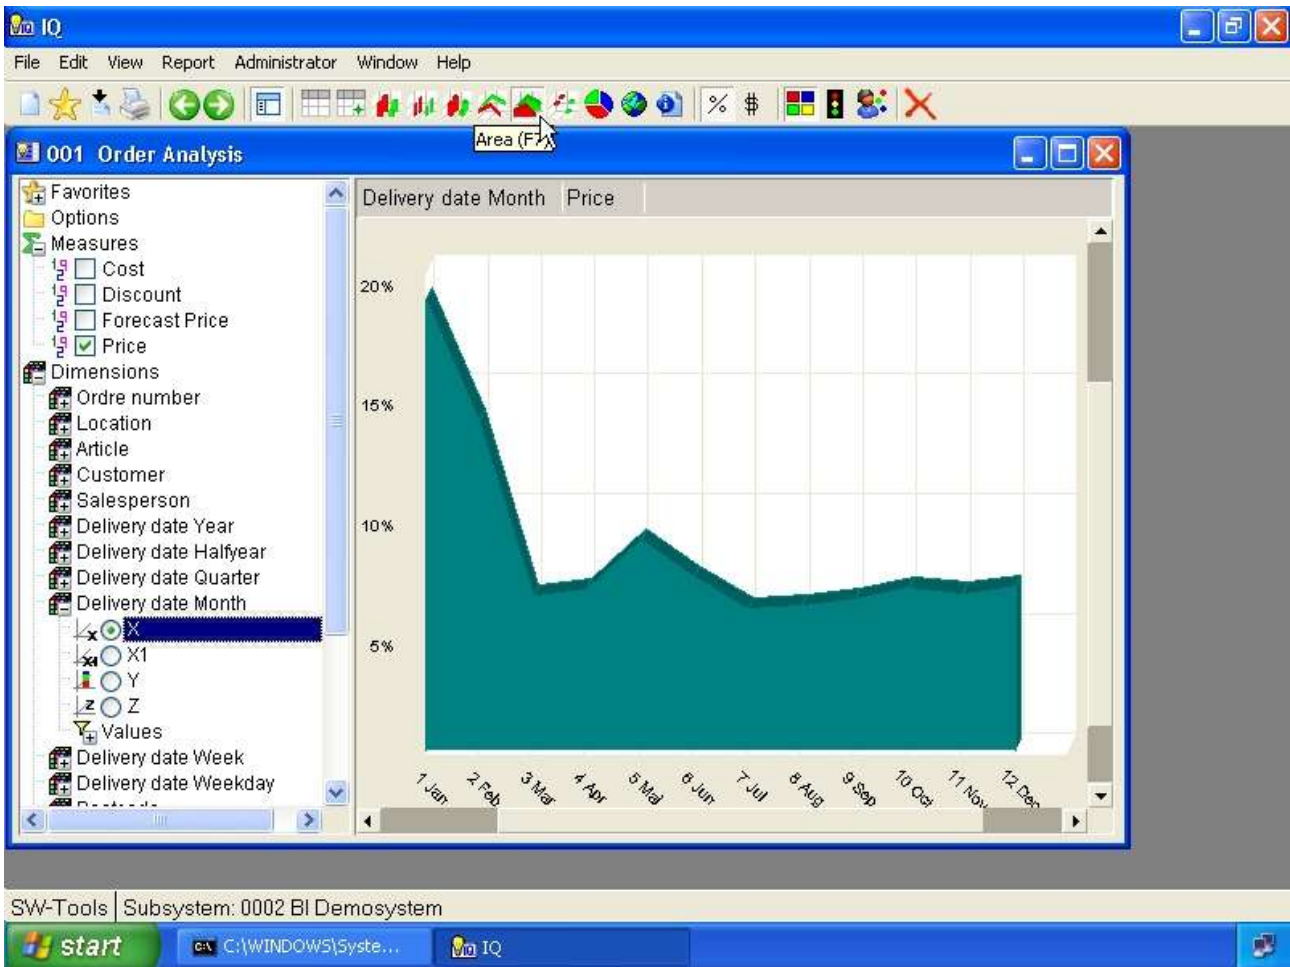 IQ
File Edit View Report Administrator Window Help
% $
Area (F7)
001 Order Analysis
Favorites
Options
Measures
Cost
Discount
Forecast Price
Price
Dimensions
Ordre number
Location
Article
Customer
Salesperson
Delivery date Year
Delivery date Halfyear
Delivery date Quarter
Delivery date Month
X
X1
Y
Z
Values
Delivery date Week
Delivery date Weekday
Delivery date Month Price
20%
15%
10%
5%
1 Jan 2 Feb 3 Mar 4 Apr 5 Maj 6 Jun 7 Jul 8 Aug 9 Sep 10 Oct 11 Nov 12 Dec
SW-Tools Subsystem: 0002 BI Demosystem
start C:\WINDOWS\Syste... IQ